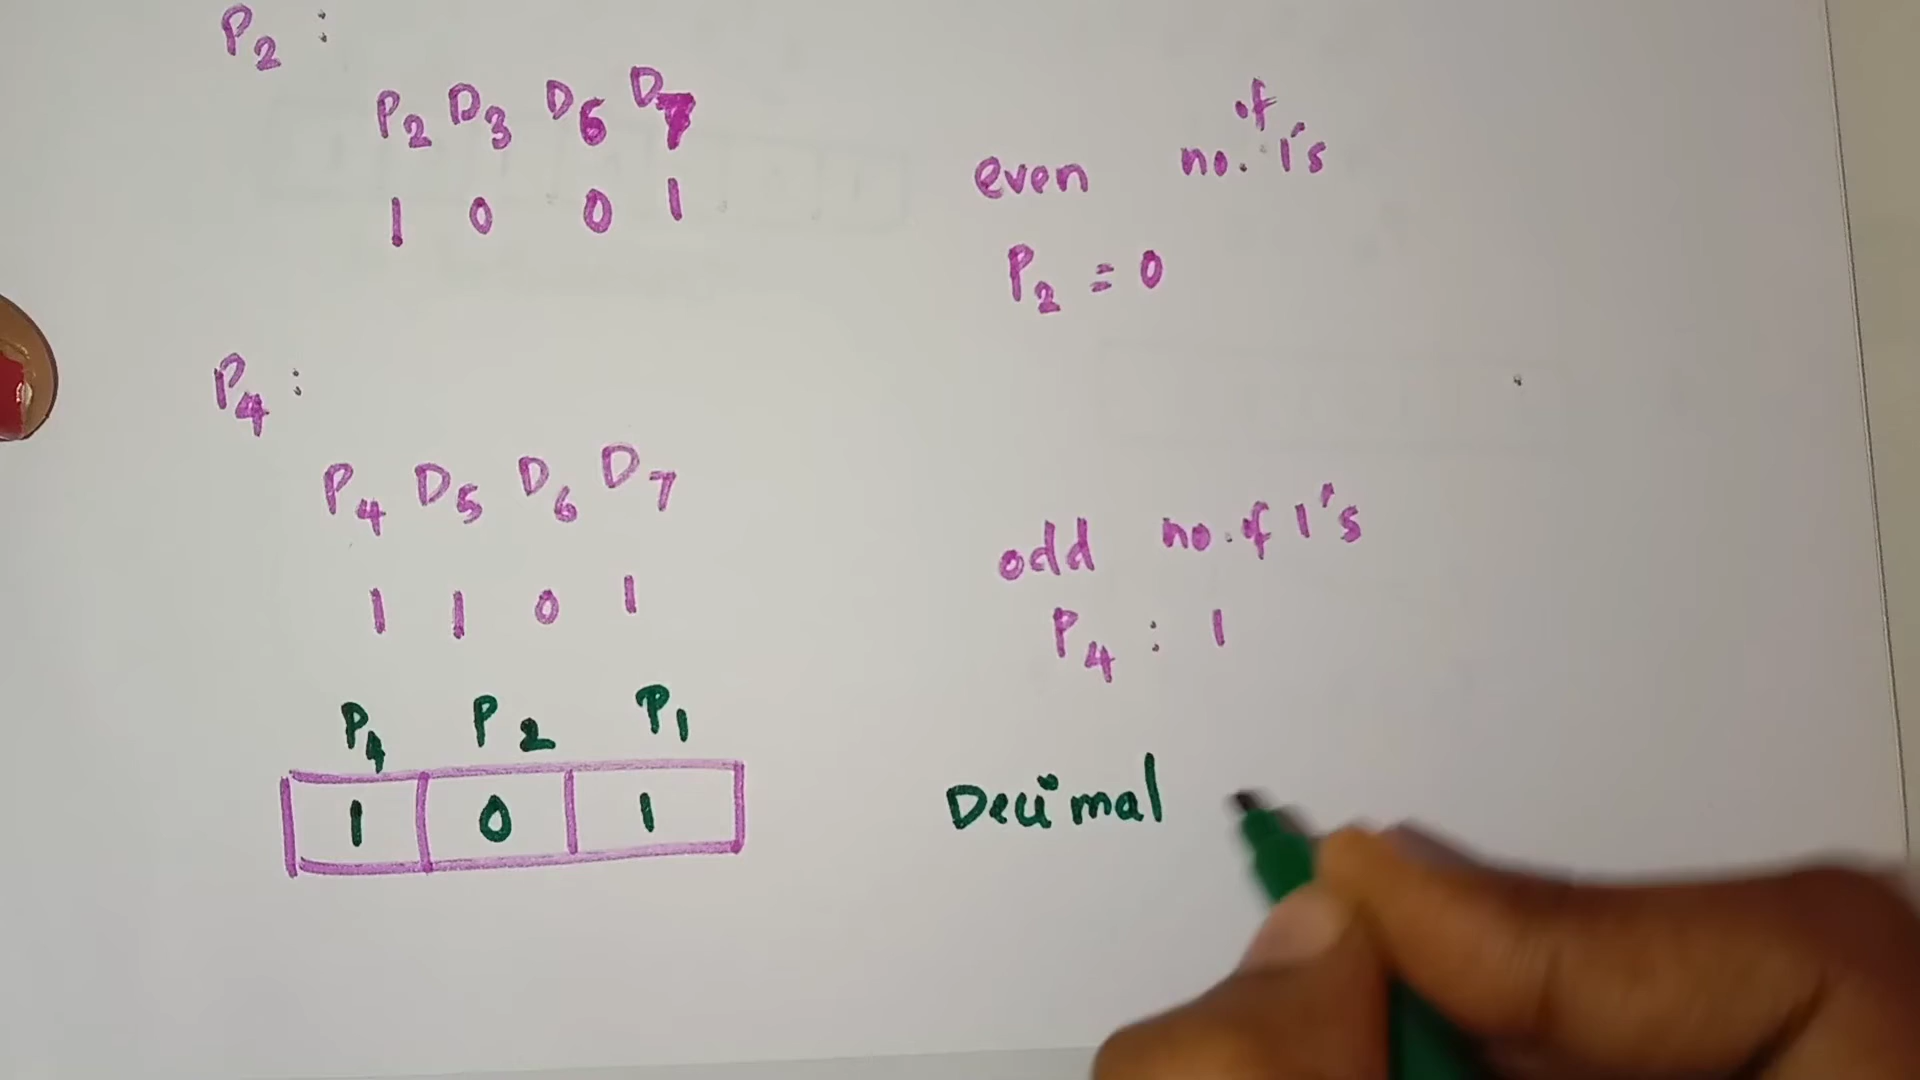 P2 :
P2 D3 D6 D7
1 0 0 1
even no. of 1's
P2 = 0
P4 :
P4 D5 D6 D7
1 1 0 1
odd no. of 1's
P4 : 1
P4 P2 P1
1 0 1
Decimal